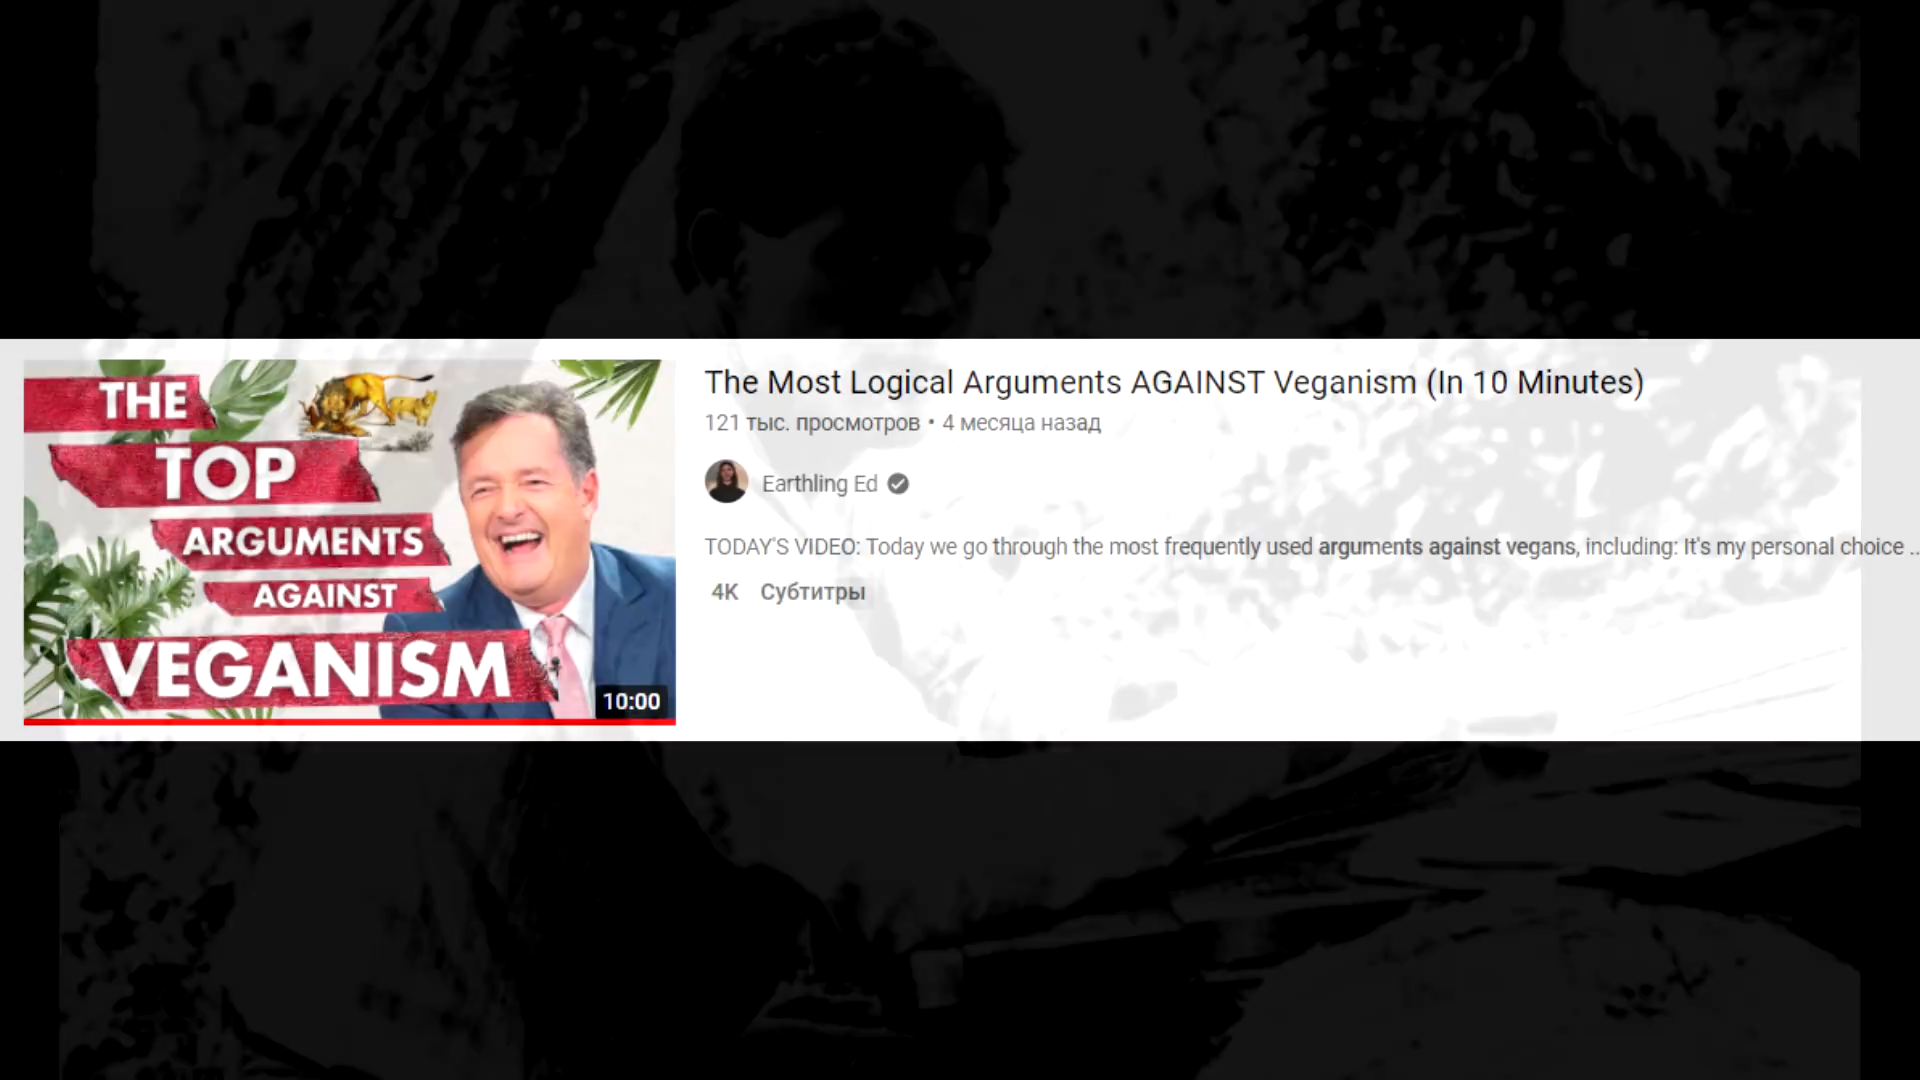 THE
TOP
ARGUMENTS
AGAINST
VEGANISM
10:00
The Most Logical Arguments AGAINST Veganism (In 10 Minutes)
121 тыс. просмотров • 4 месяца назад
Earthling Ed
TODAY'S VIDEO: Today we go through the most frequently used arguments against vegans, including: It's my personal choice ...
4K Субтитры